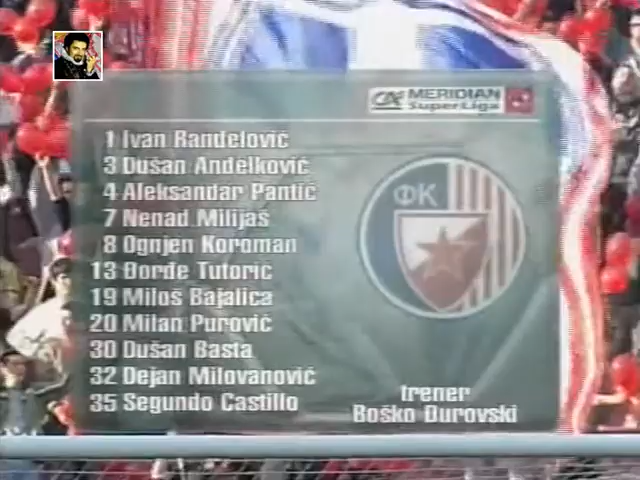 MERIDIAN
SuperLiga
1 Ivan Ranđelović
3 Dušan Anđelković
4 Aleksandar Pantić
7 Nenad Milijaš
8 Ognjen Koroman
13 Đorđe Tutorić
19 Miloš Bajalica
20 Milan Purović
30 Dušan Basta
32 Dejan Milovanović
35 Segundo Castillo
ФК
trener
Boško Đurovski